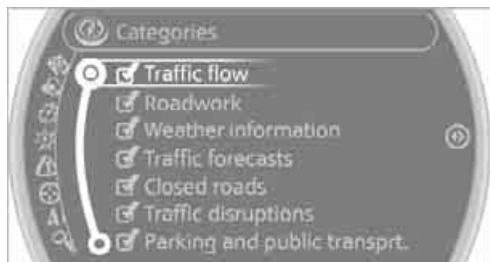 Categories
Traffic flow
Roadwork
Weather information
Traffic forecasts
Closed roads
Traffic disruptions
Parking and public transprt.